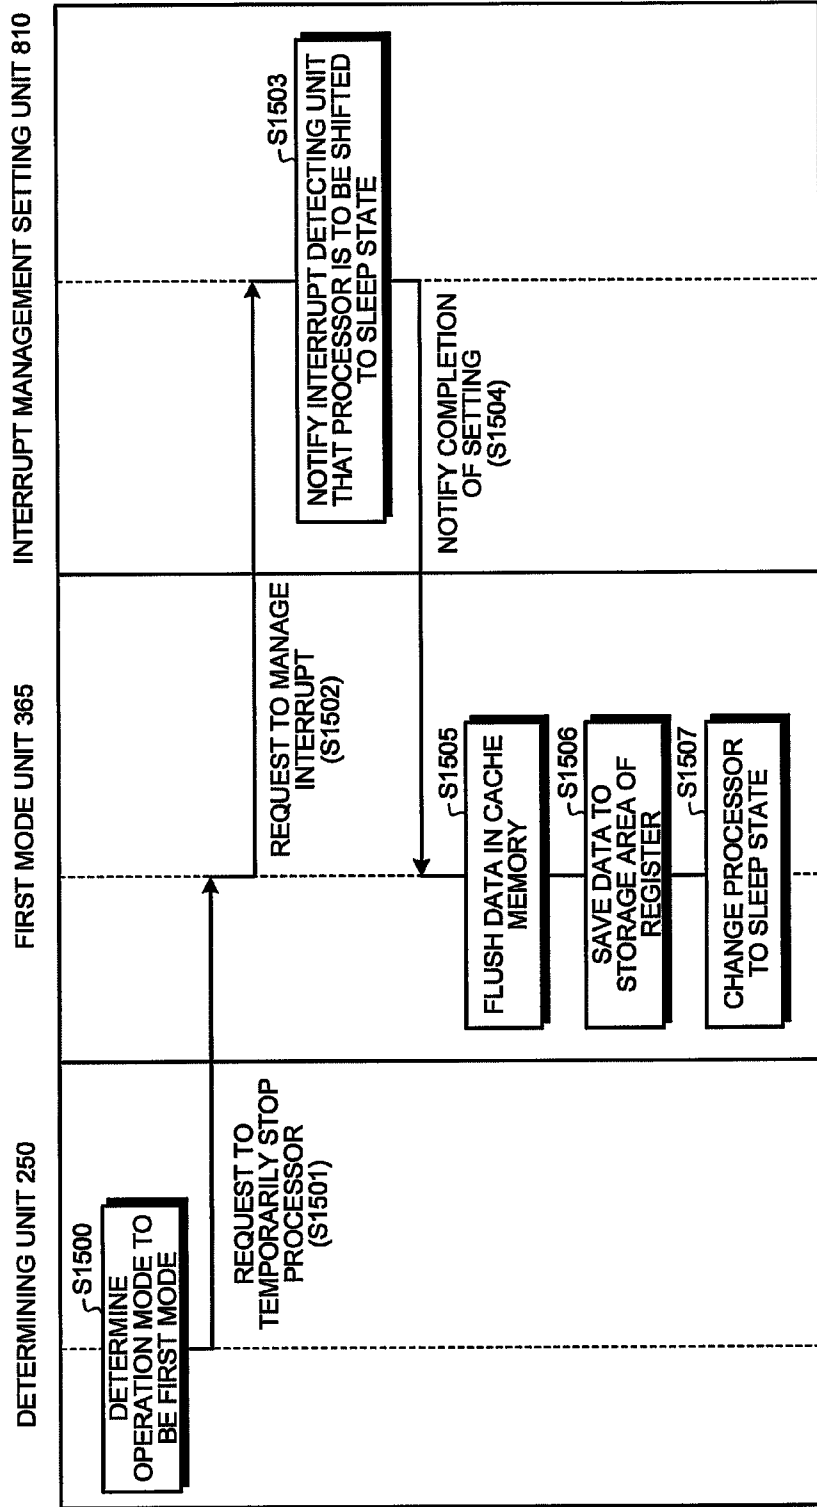 DETERMINING UNIT 250
FIRST MODE UNIT 365
INTERRUPT MANAGEMENT SETTING UNIT 810
S1500
DETERMINE
OPERATION MODE TO
BE FIRST MODE
REQUEST TO
TEMPORARILY STOP
PROCESSOR
(S1501)
REQUEST TO MANAGE
INTERRUPT
(S1502)
S1503
NOTIFY INTERRUPT DETECTING UNIT
THAT PROCESSOR IS TO BE SHIFTED
TO SLEEP STATE
NOTIFY COMPLETION
OF SETTING
(S1504)
S1505
FLUSH DATA IN CACHE
MEMORY
S1506
SAVE DATA TO
STORAGE AREA OF
REGISTER
S1507
CHANGE PROCESSOR
TO SLEEP STATE